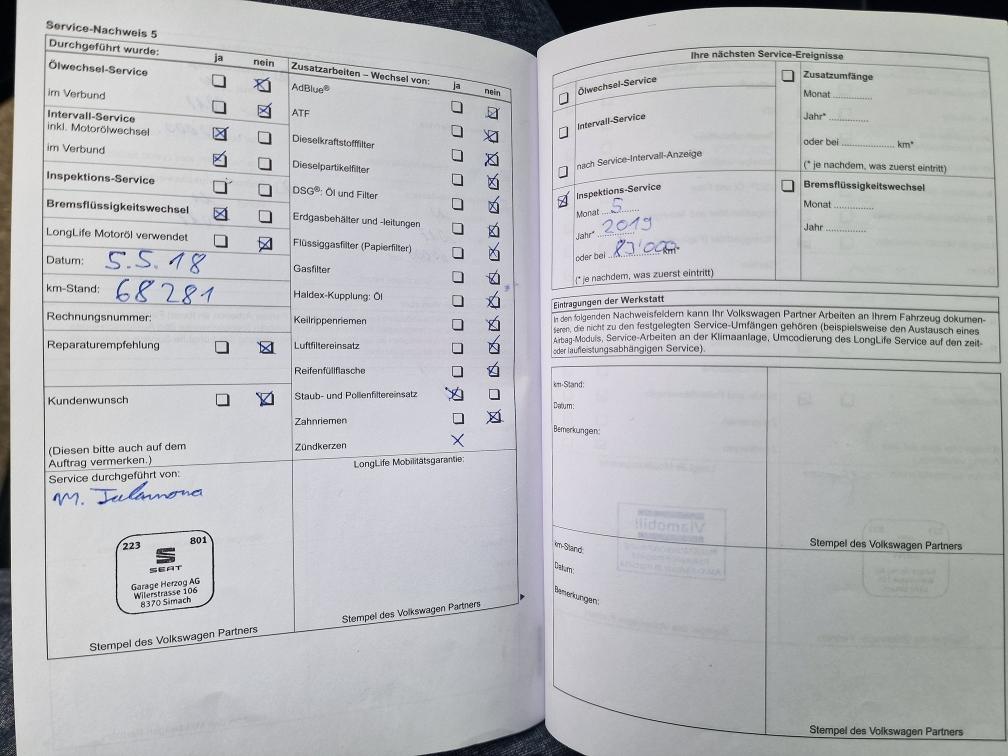 Service-Nachweis 5
Durchgeführt wurde:
ja
nein
Ölwechsel-Service
im Verbund
Intervall-Service
inkl. Motorölwechsel
im Verbund
Inspektions-Service
Bremsflüssigkeitswechsel
LongLife Motoröl verwendet
Datum: 5.5.18
km-Stand: 68281
Rechnungsnummer:
Reparaturempfehlung
Kundenwunsch
(Diesen bitte auch auf dem
Auftrag vermerken.)
Service durchgeführt von:
M.
223
801
SEAT
Garage Herzog AG
Wilerstrasse 106
8370 Sirnach
Stempel des Volkswagen Partners
Zusatzarbeiten – Wechsel von:
ja
nein
AdBlue®
ATF
Dieselkraftstofffilter
Dieselpartikelfilter
DSG®: Öl und Filter
Erdgasbehälter und -leitungen
Flüssiggasfilter (Papierfilter)
Gasfilter
Haldex-Kupplung: Öl
Keilrippenriemen
Luftfiltereinsatz
Reifenfüllflasche
Staub- und Pollenfiltereinsatz
Zahnriemen
Zündkerzen
LongLife Mobilitätsgarantie:
Stempel des Volkswagen Partners
Ihre nächsten Service-Ereignisse
Ölwechsel-Service
Intervall-Service
nach Service-Intervall-Anzeige
Inspektions-Service
Monat 5
Jahr* 2019
oder bei 83'000 km*
(* je nachdem, was zuerst eintritt)
Zusatzumfänge
Monat
Jahr*
oder bei km*
(* je nachdem, was zuerst eintritt)
Bremsflüssigkeitswechsel
Monat
Jahr
Eintragungen der Werkstatt
In den folgenden Nachweisfeldern kann Ihr Volkswagen Partner Arbeiten an Ihrem Fahrzeug dokumen-
tieren, die nicht zu den festgelegten Service-Umfängen gehören (beispielsweise den Austausch eines
Airbag-Moduls, Service-Arbeiten an der Klimaanlage, Umcodierung des LongLife Service auf den zeit-
oder laufleistungsabhängigen Service).
km-Stand:
Datum:
Bemerkungen:
Stempel des Volkswagen Partners
km-Stand:
Datum:
Bemerkungen:
Stempel des Volkswagen Partners